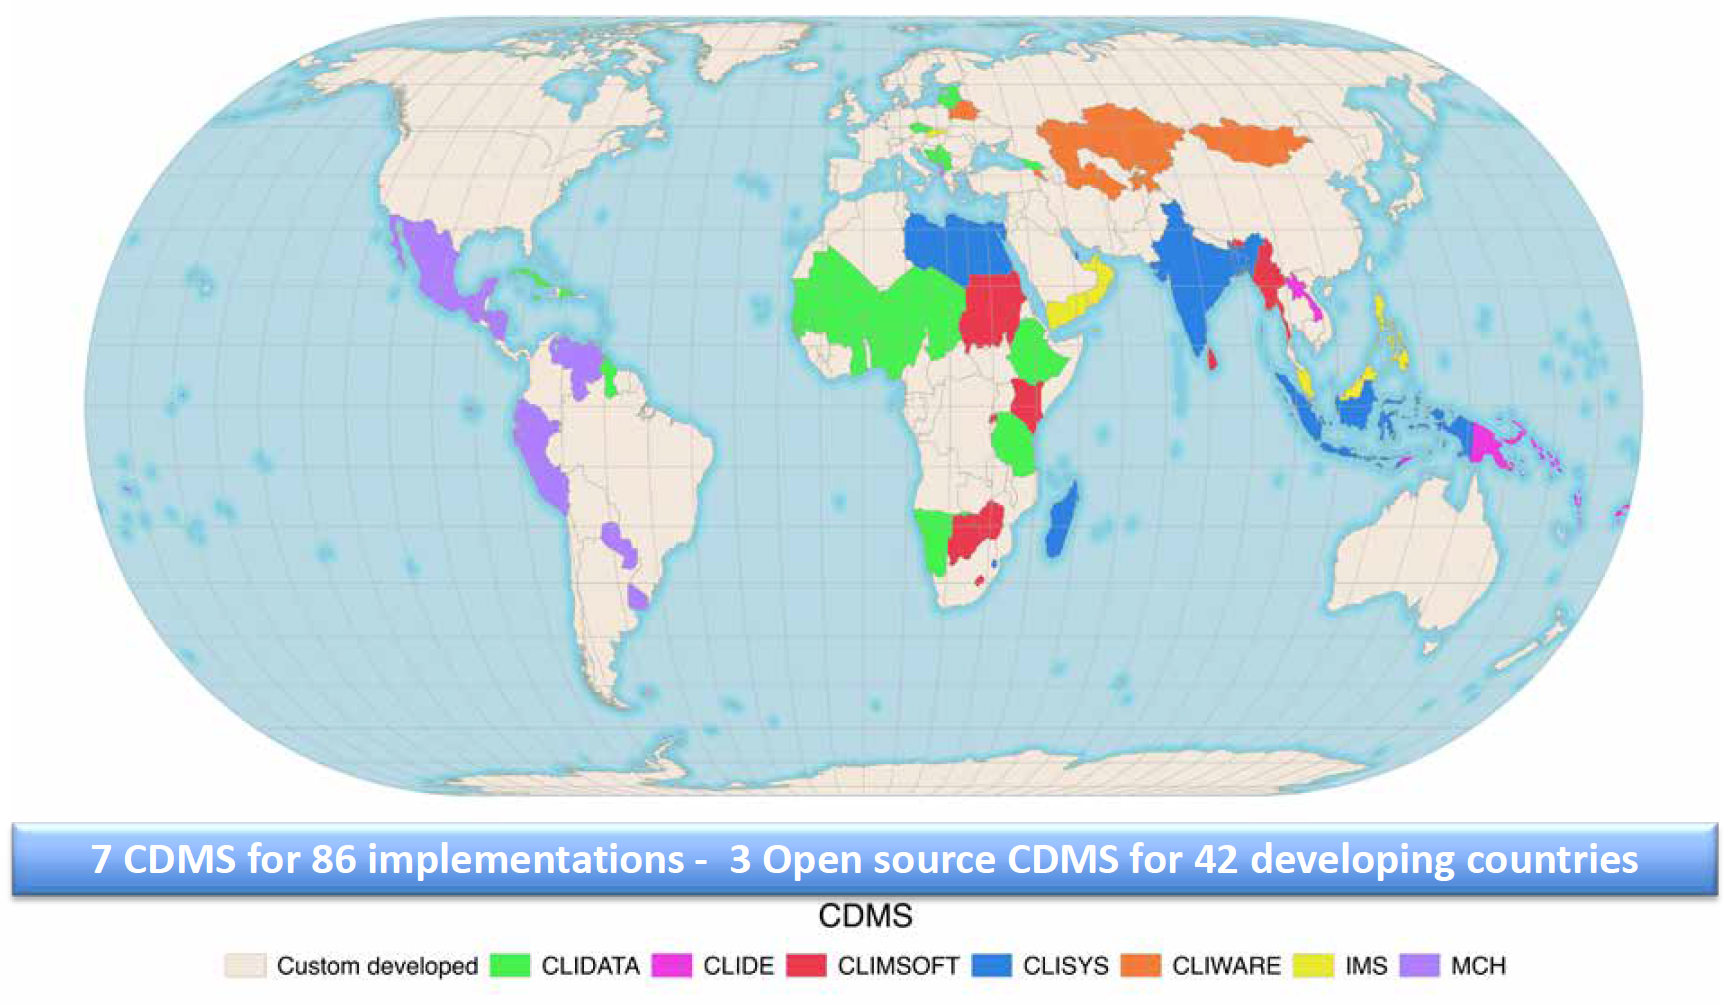 7 CDMS for 86 implementations - 3 Open source CDMS for 42 developing countries
CDMS
Custom developed CLIDATA CLIDE CLIMSOFT CLISYS CLIWARE IMS MCH